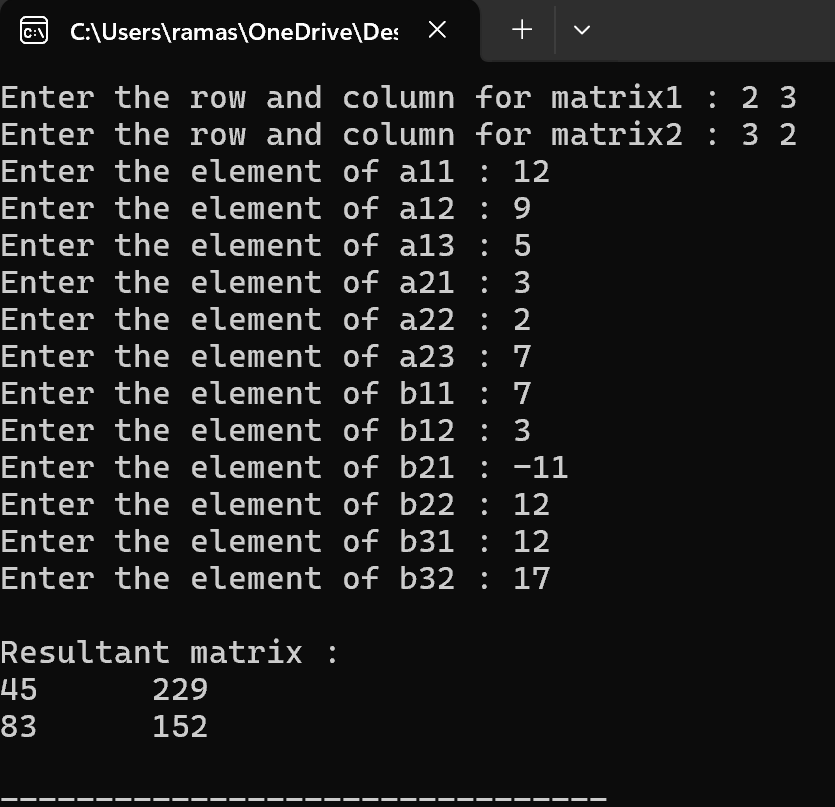 C:\Users\ramas\OneDrive\Des
Enter the row and column for matrix1 : 2 3
Enter the row and column for matrix2 : 3 2
Enter the element of a11 : 12
Enter the element of a12 : 9
Enter the element of a13 : 5
Enter the element of a21 : 3
Enter the element of a22 : 2
Enter the element of a23 : 7
Enter the element of b11 : 7
Enter the element of b12 : 3
Enter the element of b21 : -11
Enter the element of b22 : 12
Enter the element of b31 : 12
Enter the element of b32 : 17
Resultant matrix :
45 229
83 152
--------------------------------